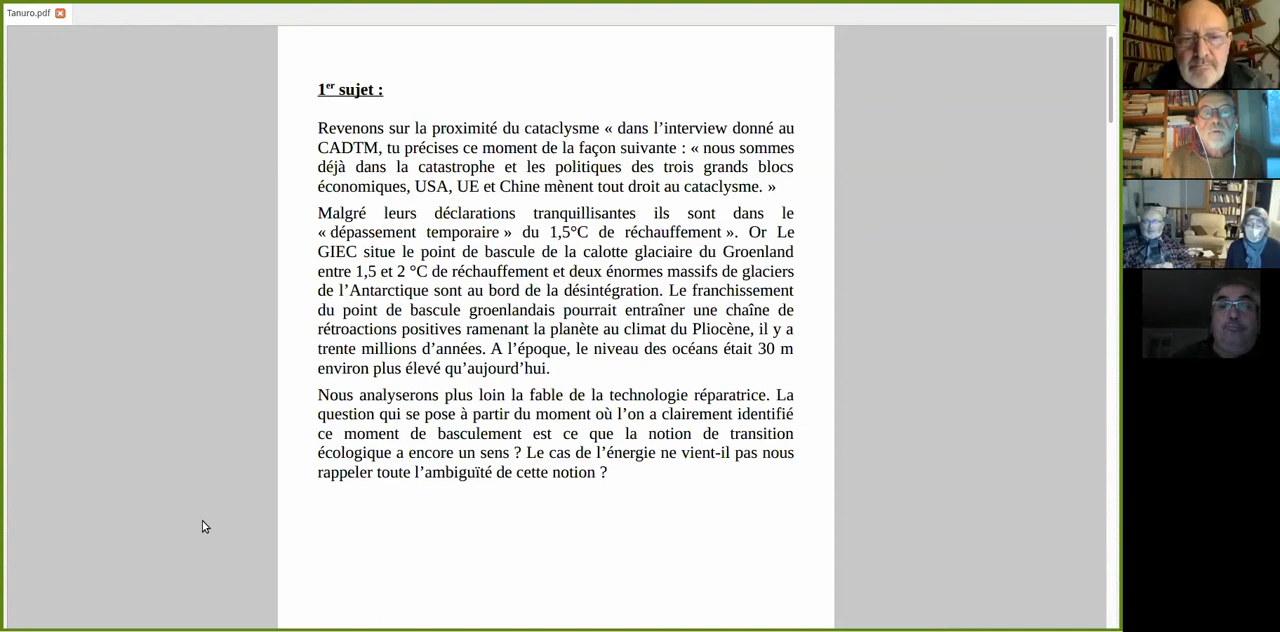 Tanuro.pdf
1er sujet :
Revenons sur la proximité du cataclysme « dans l’interview donné au
CADTM, tu précises ce moment de la façon suivante : « nous sommes
déjà dans la catastrophe et les politiques des trois grands blocs
économiques, USA, UE et Chine mènent tout droit au cataclysme. »
Malgré leurs déclarations tranquillisantes ils sont dans le
« dépassement temporaire » du 1,5°C de réchauffement ». Or Le
GIEC situe le point de bascule de la calotte glaciaire du Groenland
entre 1,5 et 2 °C de réchauffement et deux énormes massifs de glaciers
de l’Antarctique sont au bord de la désintégration. Le franchissement
du point de bascule groenlandais pourrait entraîner une chaîne de
rétroactions positives ramenant la planète au climat du Pliocène, il y a
trente millions d’années. A l’époque, le niveau des océans était 30 m
environ plus élevé qu’aujourd’hui.
Nous analyserons plus loin la fable de la technologie réparatrice. La
question qui se pose à partir du moment où l’on a clairement identifié
ce moment de basculement est ce que la notion de transition
écologique a encore un sens ? Le cas de l’énergie ne vient-il pas nous
rappeler toute l’ambiguïté de cette notion ?